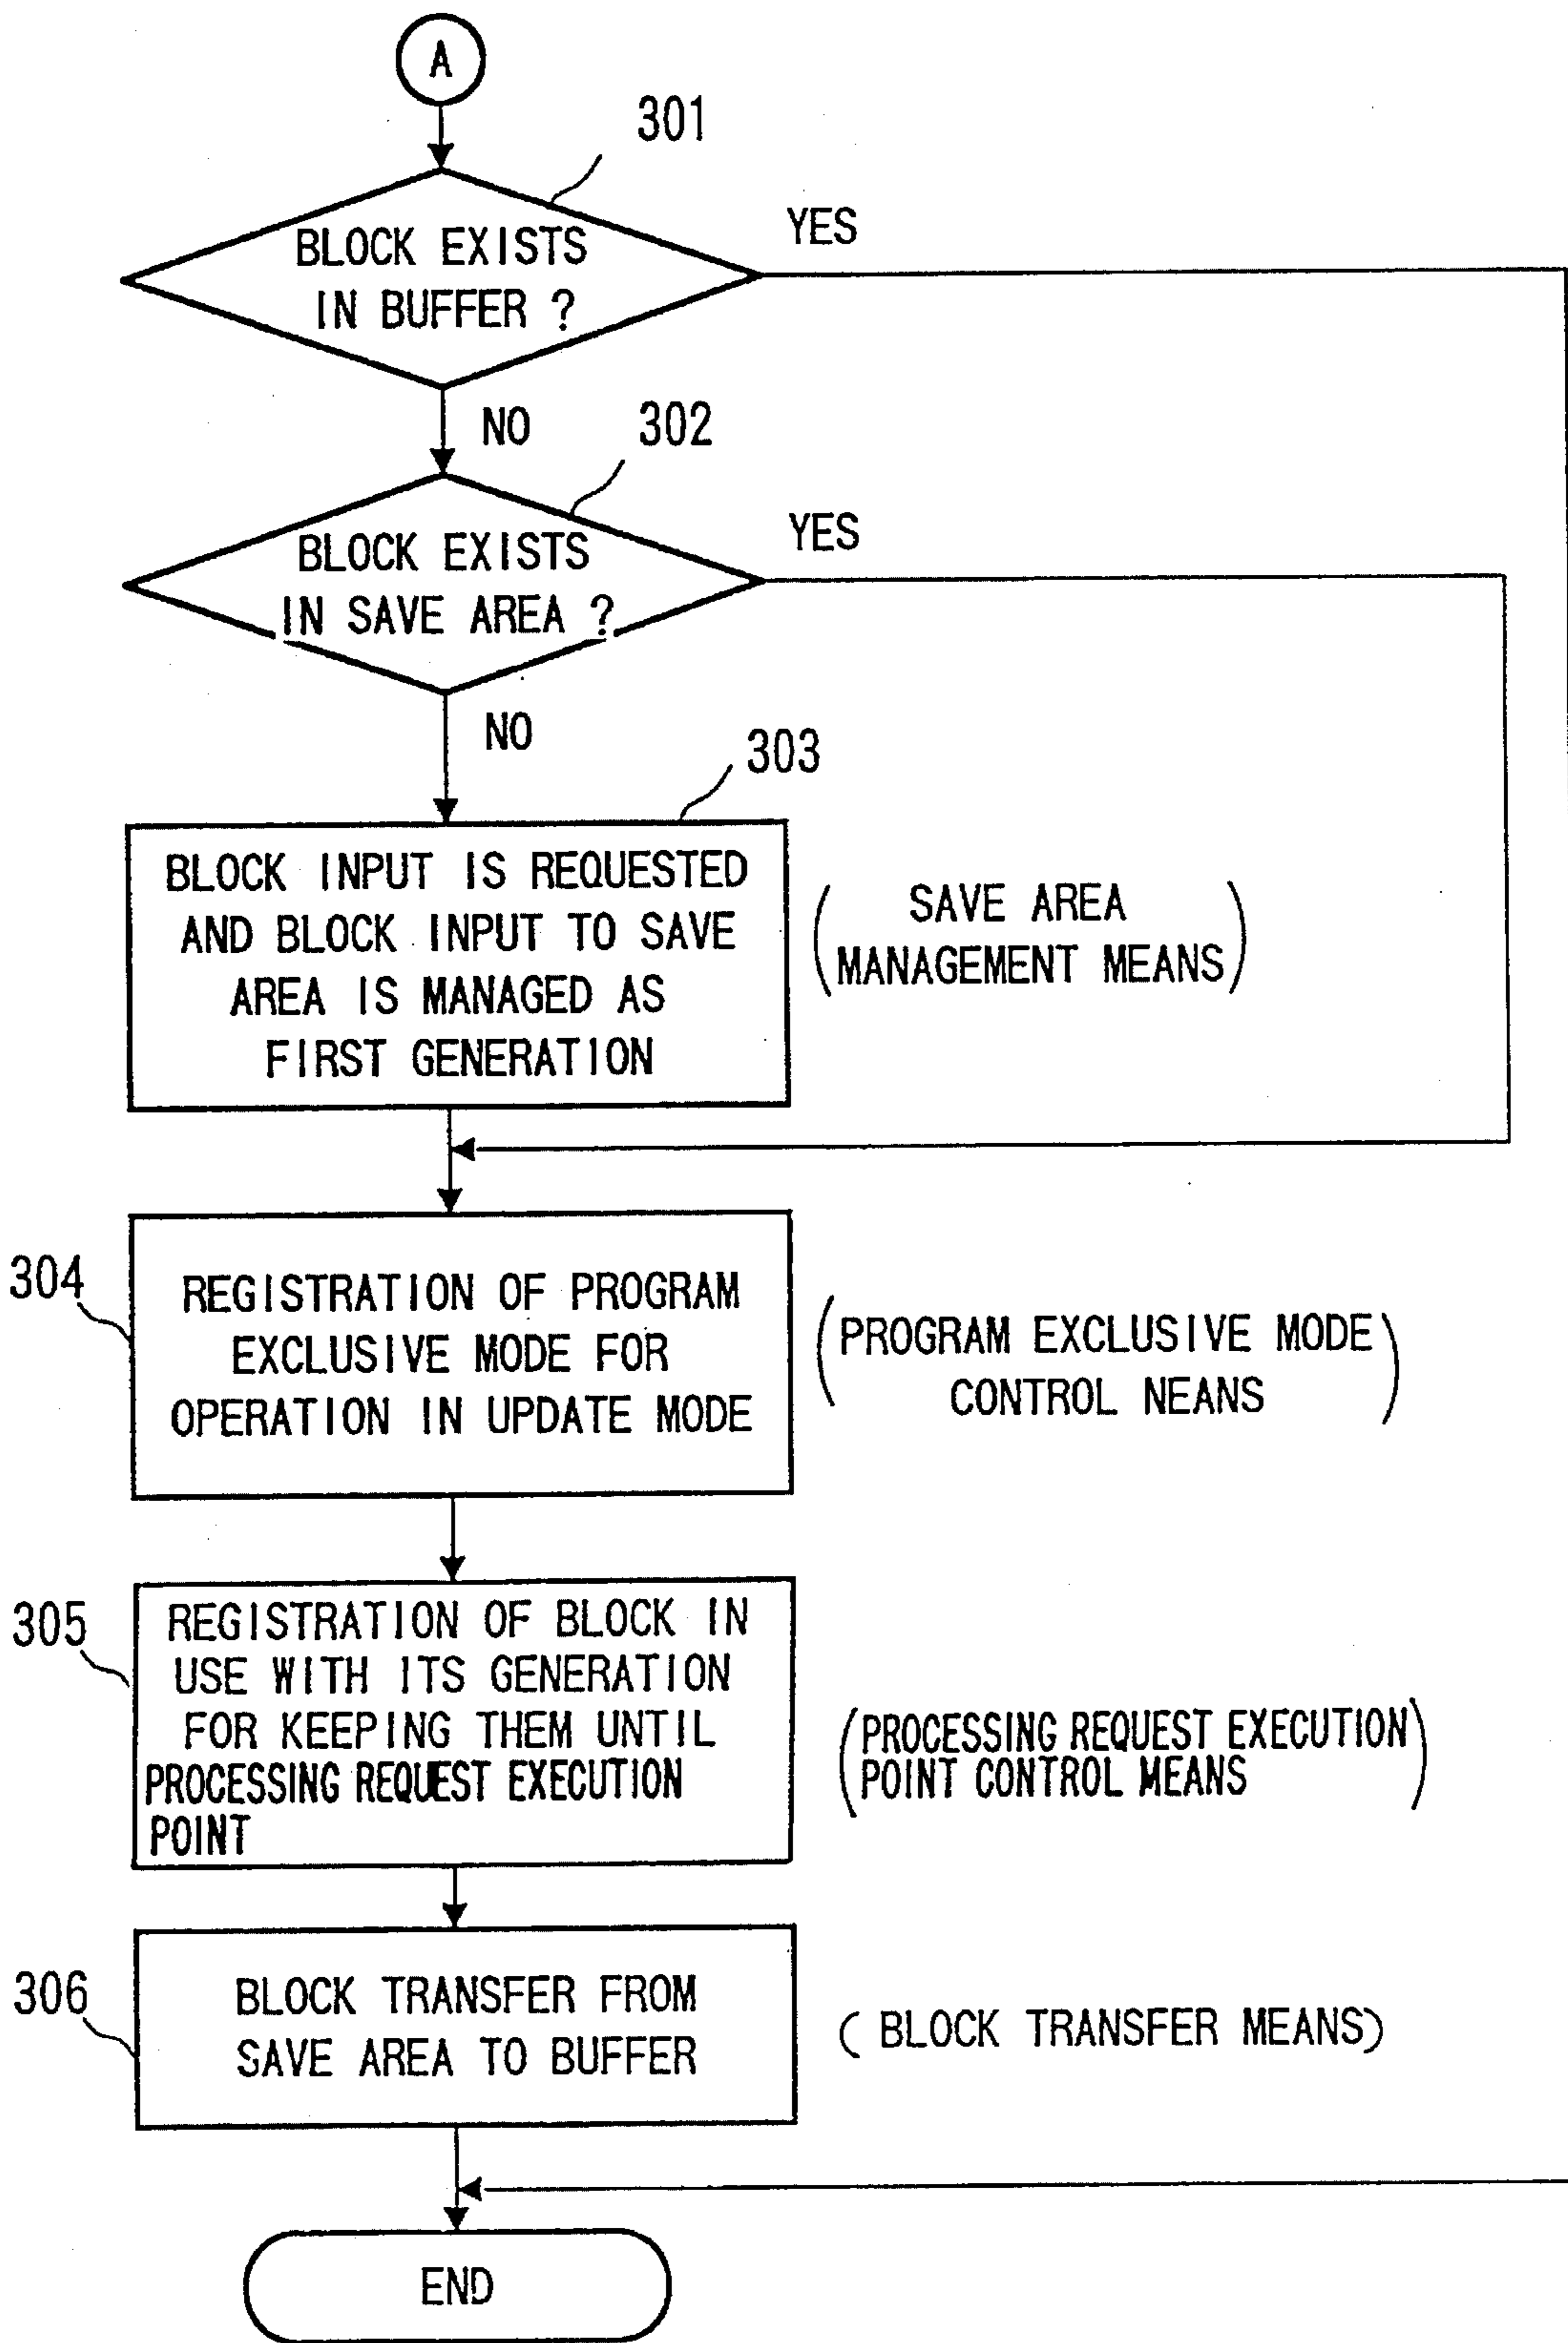 A
301
BLOCK EXISTS
IN BUFFER ?
YES
NO
302
BLOCK EXISTS
IN SAVE AREA ?
YES
NO
303
BLOCK INPUT IS REQUESTED
AND BLOCK INPUT TO SAVE
AREA IS MANAGED AS
FIRST GENERATION
( SAVE AREA
MANAGEMENT MEANS )
304
REGISTRATION OF PROGRAM
EXCLUSIVE MODE FOR
OPERATION IN UPDATE MODE
( PROGRAM EXCLUSIVE MODE
CONTROL NEANS )
305
REGISTRATION OF BLOCK IN
USE WITH ITS GENERATION
FOR KEEPING THEM UNTIL
PROCESSING REQUEST EXECUTION
POINT
( PROCESSING REQUEST EXECUTION
POINT CONTROL MEANS )
306
BLOCK TRANSFER FROM
SAVE AREA TO BUFFER
( BLOCK TRANSFER MEANS )
END